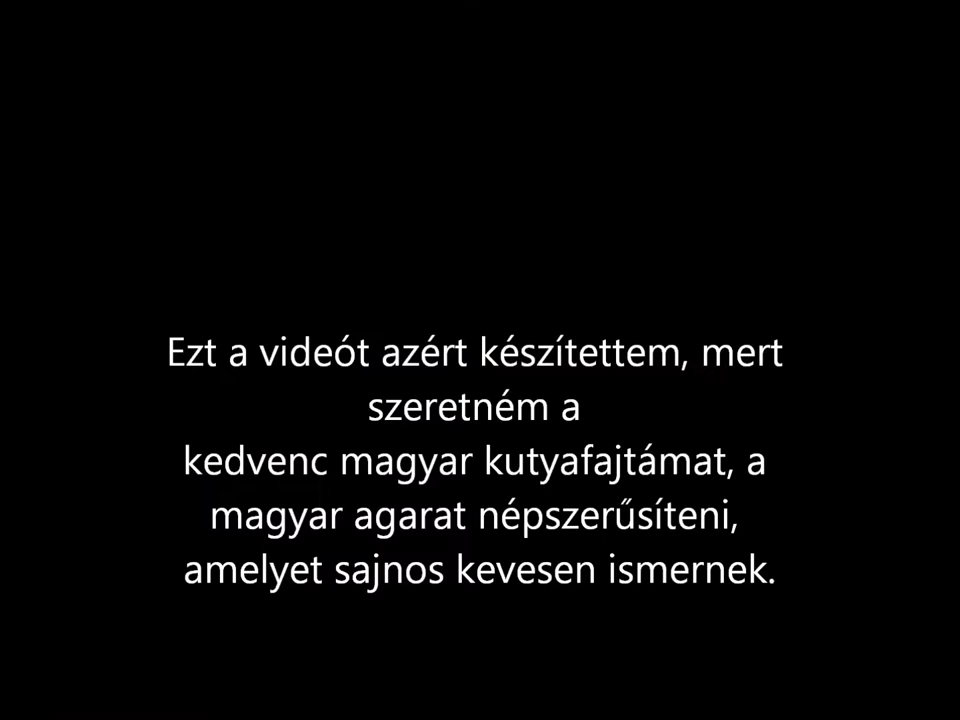 Ezt a videót azért készítettem, mert
szeretném a
kedvenc magyar kutyafajtámat, a
magyar agarat népszerűsíteni,
amelyet sajnos kevesen ismernek.